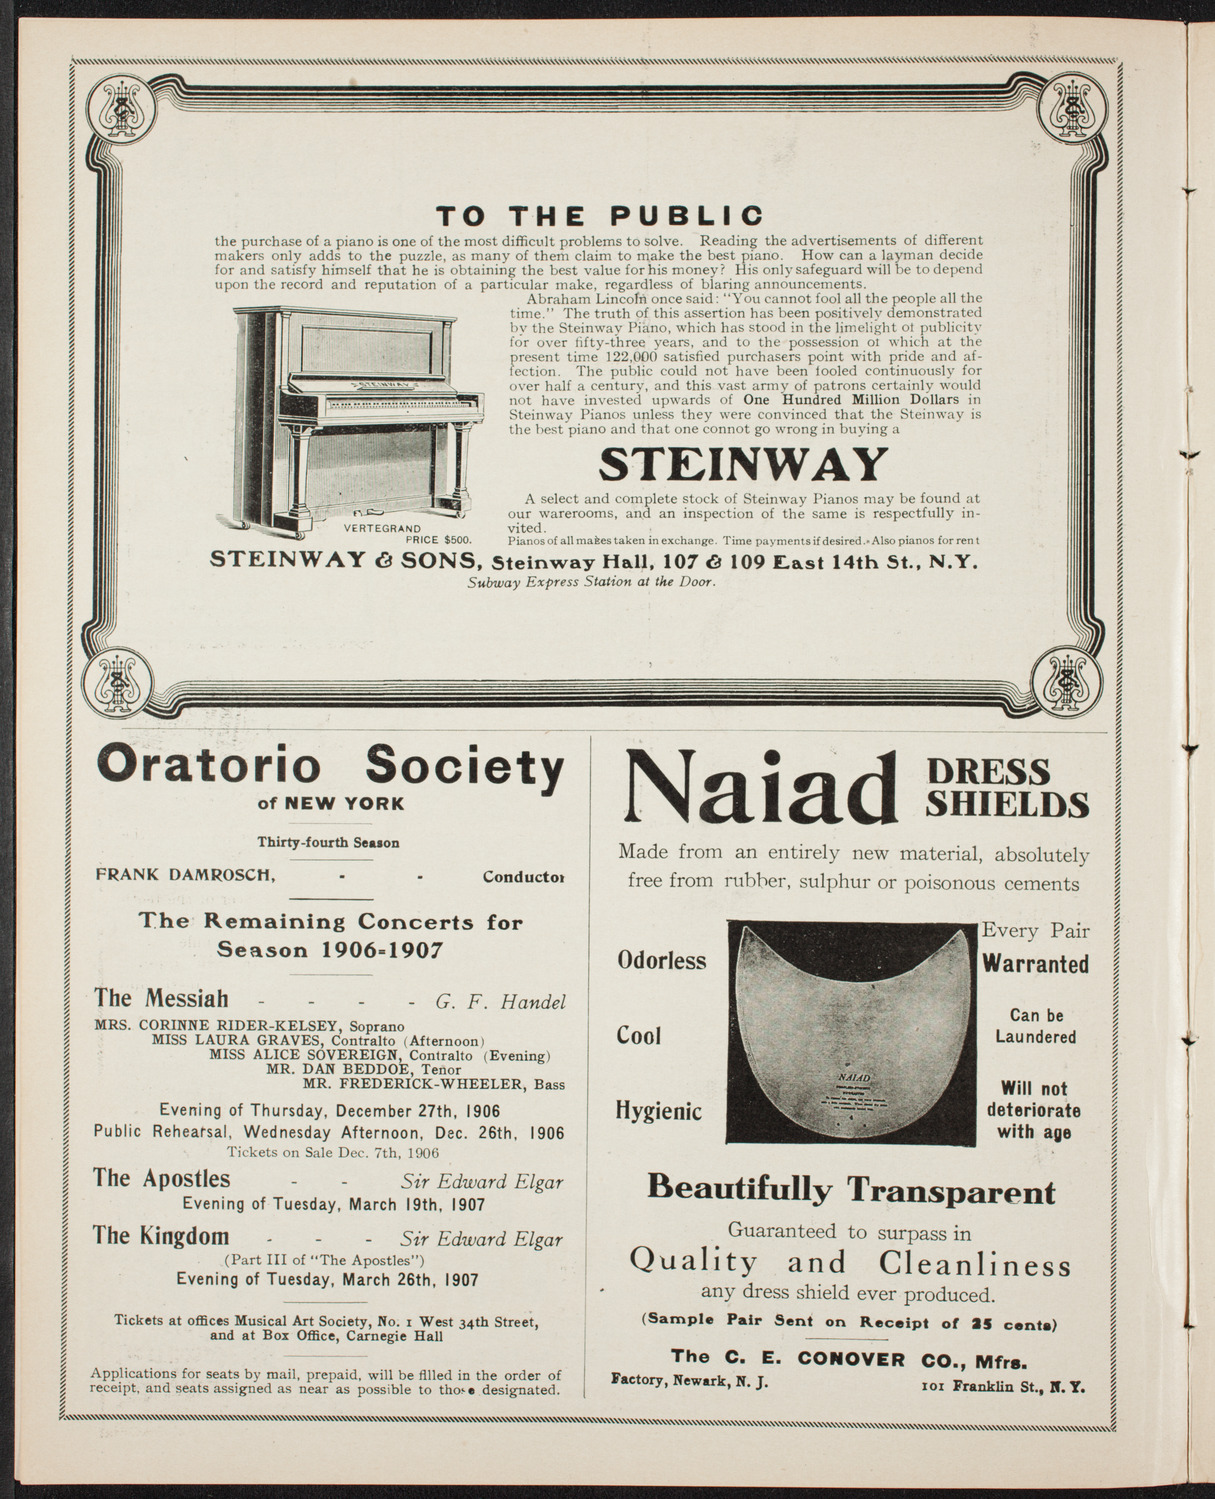 TO THE PUBLIC
the purchase of a piano is one of the most difficult problems to solve. Reading the advertisements of different
makers only adds to the puzzle, as many of them claim to make the best piano. How can a layman decide
for and satisfy himself that he is obtaining the best value for his money? His only safeguard will be to depend
upon the record and reputation of a particular make, regardless of blaring announcements.
Abraham Lincoln once said: "You cannot fool all the people all the
time." The truth of this assertion has been positively demonstrated
by the Steinway Piano, which has stood in the limelight of publicity
for over fifty-three years, and to the possession of which at the
present time 122,000 satisfied purchasers point with pride and af-
fection. The public could not have been fooled continuously for
over half a century, and this vast army of patrons certainly would
not have invested upwards of One Hundred Million Dollars in
Steinway Pianos unless they were convinced that the Steinway is
the best piano and that one connot go wrong in buying a
STEINWAY
STEINWAY
A select and complete stock of Steinway Pianos may be found at
our warerooms, and an inspection of the same is respectfully in-
vited.
VERTEGRAND
PRICE $500.
Pianos of all makes taken in exchange. Time payments if desired. Also pianos for rent
STEINWAY & SONS, Steinway Hall, 107 & 109 East 14th St., N.Y.
Subway Express Station at the Door.
Oratorio Society
of NEW YORK
Thirty-fourth Season
FRANK DAMROSCH, - - Conductor
The Remaining Concerts for
Season 1906=1907
The Messiah - - - - G. F. Handel
MRS. CORINNE RIDER-KELSEY, Soprano
MISS LAURA GRAVES, Contralto (Afternoon)
MISS ALICE SOVEREIGN, Contralto (Evening)
MR. DAN BEDDOE, Tenor
MR. FREDERICK-WHEELER, Bass
Evening of Thursday, December 27th, 1906
Public Rehearsal, Wednesday Afternoon, Dec. 26th, 1906
Tickets on Sale Dec. 7th, 1906
The Apostles - - Sir Edward Elgar
Evening of Tuesday, March 19th, 1907
The Kingdom - - - Sir Edward Elgar
(Part III of "The Apostles")
Evening of Tuesday, March 26th, 1907
Tickets at offices Musical Art Society, No. 1 West 34th Street,
and at Box Office, Carnegie Hall
Applications for seats by mail, prepaid, will be filled in the order of
receipt, and seats assigned as near as possible to those designated.
Naiad DRESS
SHIELDS
Made from an entirely new material, absolutely
free from rubber, sulphur or poisonous cements
Odorless
Cool
Hygienic
NAIAD
Every Pair
Warranted
Can be
Laundered
Will not
deteriorate
with age
Beautifully Transparent
Guaranteed to surpass in
Quality and Cleanliness
any dress shield ever produced.
(Sample Pair Sent on Receipt of 25 cents)
The C. E. CONOVER CO., Mfrs.
Factory, Newark, N. J. 101 Franklin St., N. Y.